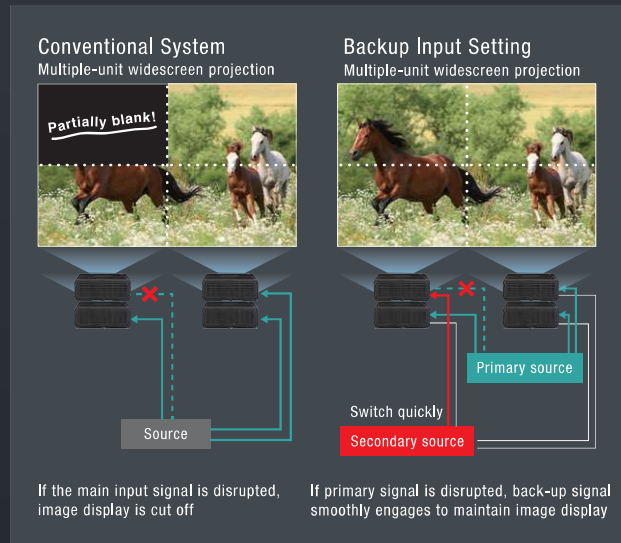 Conventional System
Multiple-unit widescreen projection
Partially blank!
Source
If the main input signal is disrupted,
image display is cut off
Backup Input Setting
Multiple-unit widescreen projection
Primary source
Switch quickly
Secondary source
If primary signal is disrupted, back-up signal
smoothly engages to maintain image display